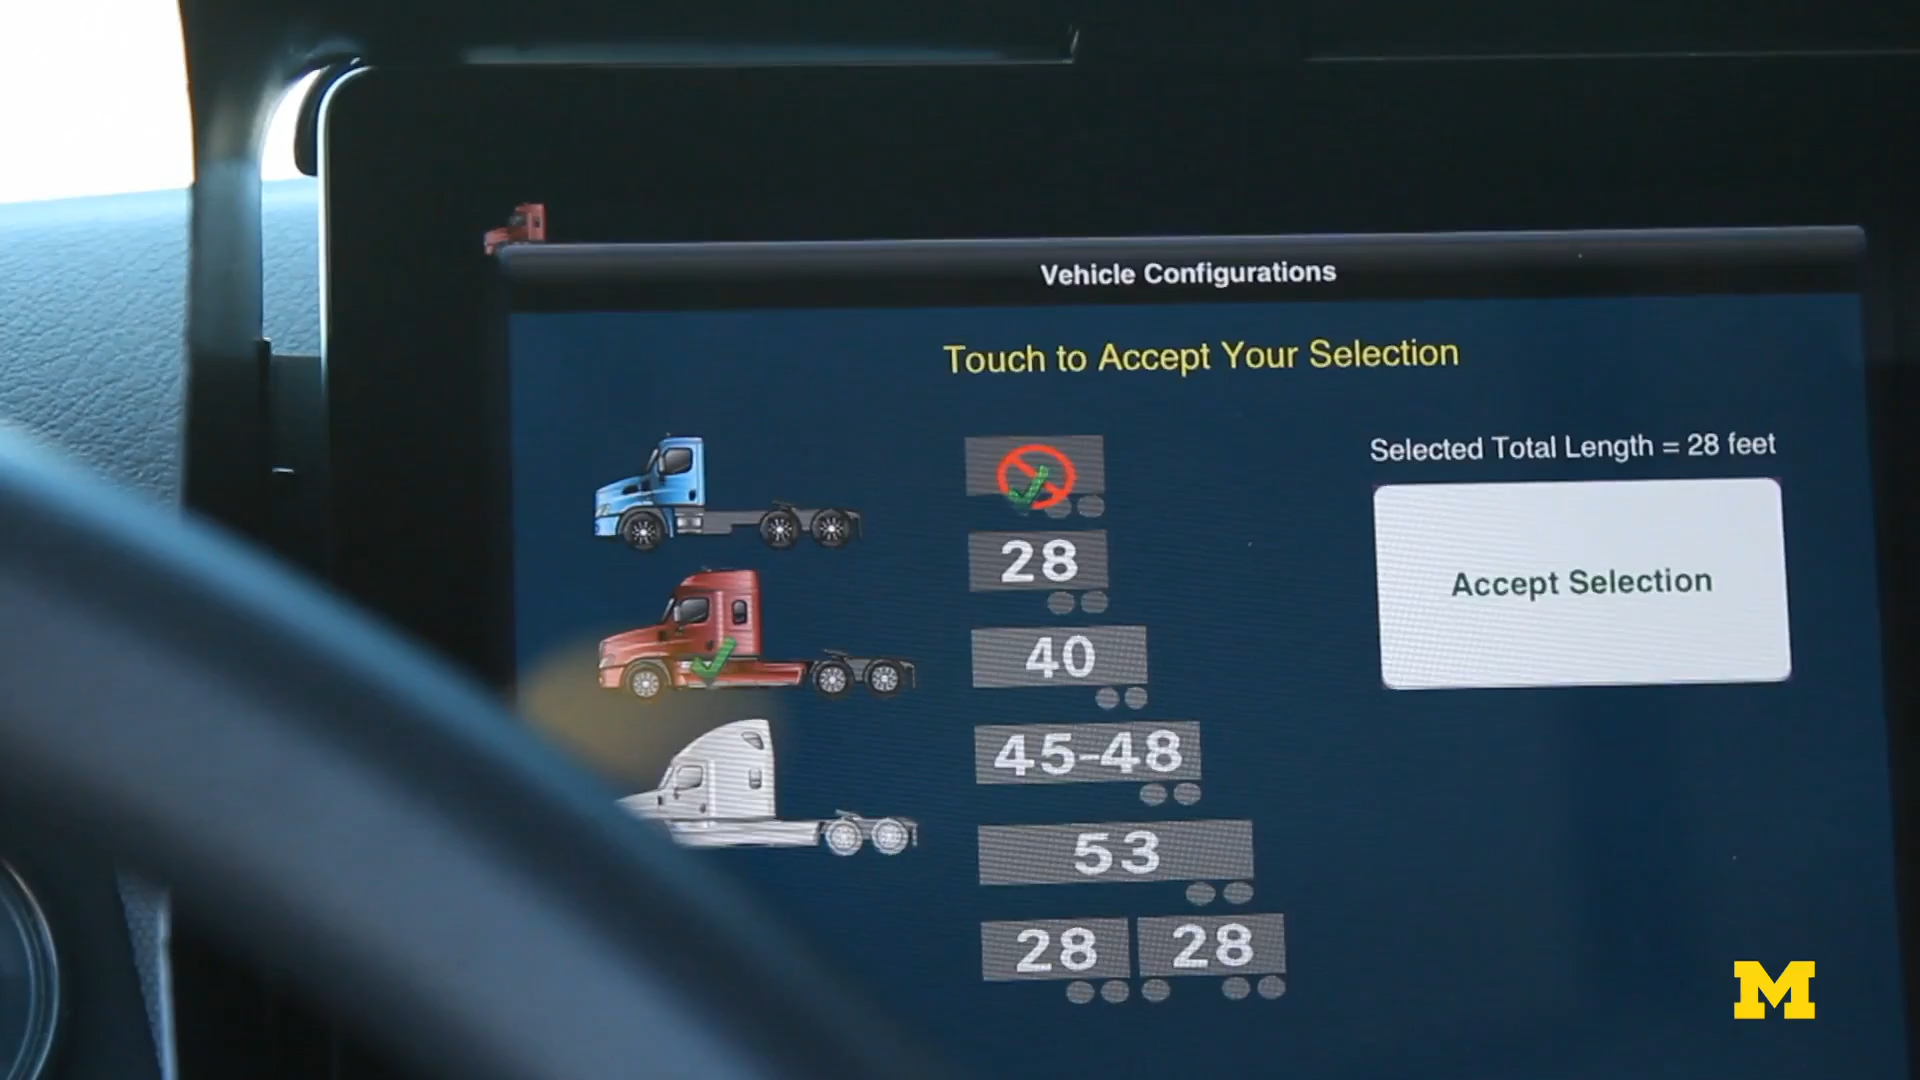 Vehicle Configurations
Touch to Accept Your Selection
Selected Total Length = 28 feet
Accept Selection
28
40
45-48
53
28 28
M